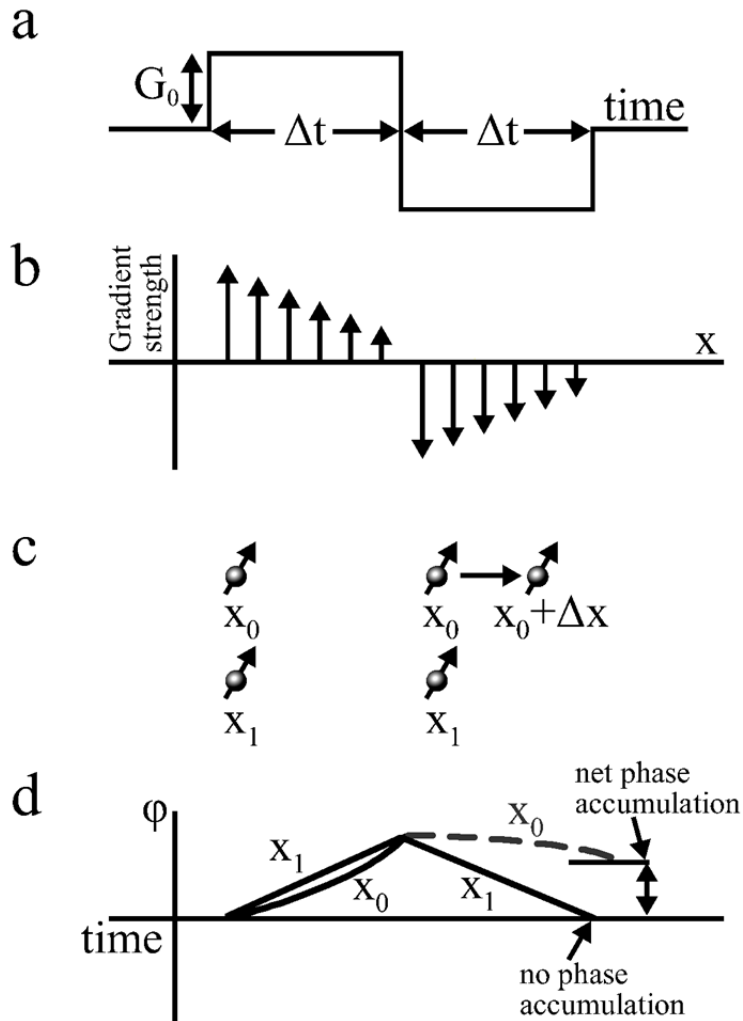 a
G₀
Δt
Δt
time
b
Gradient
strength
x
c
x₀
x₀
x₀+Δx
x₁
x₁
d
φ
net phase
accumulation
x₀
x₁
x₀
x₁
time
no phase
accumulation